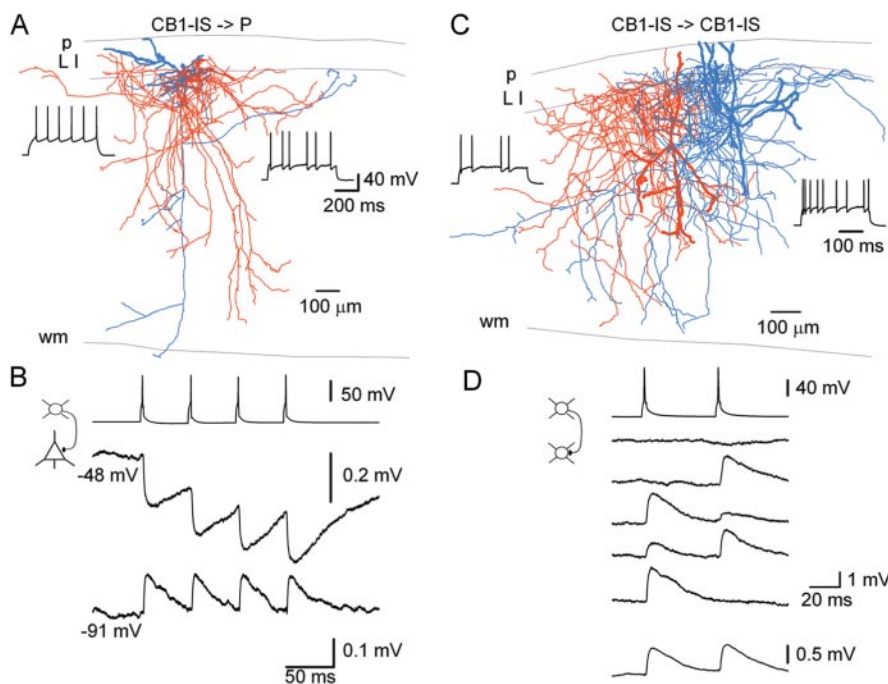 A
CB1-IS -> P
p
L I
40 mV
200 ms
100 μm
wm
B
50 mV
-48 mV
0.2 mV
-91 mV
0.1 mV
50 ms
C
CB1-IS -> CB1-IS
p
L I
100 ms
100 μm
wm
D
40 mV
1 mV
20 ms
0.5 mV